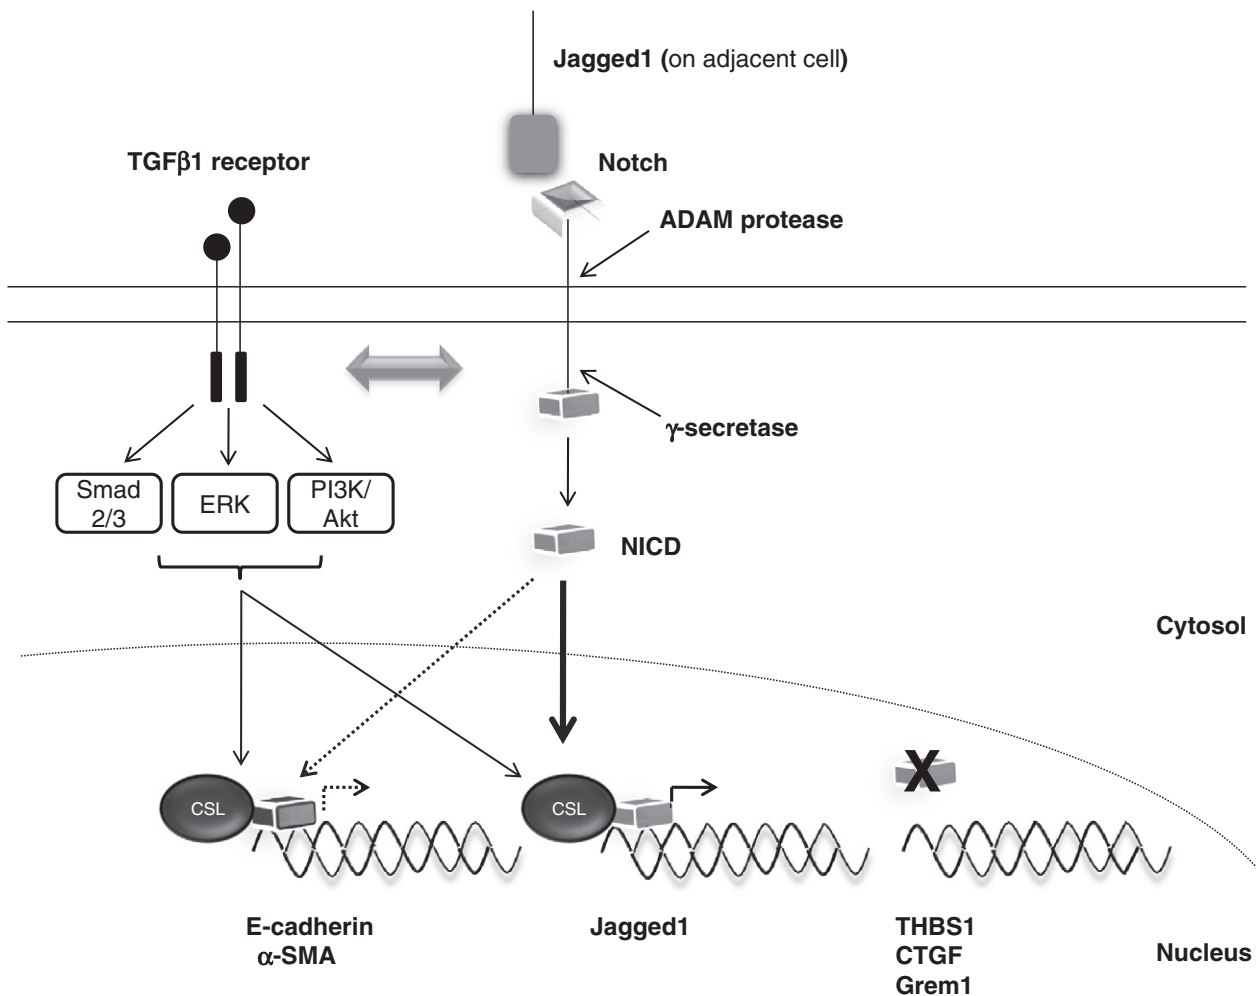 Jagged1 (on adjacent cell)
TGFβ1 receptor
Notch
ADAM protease
γ-secretase
Smad
2/3
ERK
PI3K/
Akt
NICD
Cytosol
CSL
CSL
X
E-cadherin
α-SMA
Jagged1
THBS1
CTGF
Grem1
Nucleus